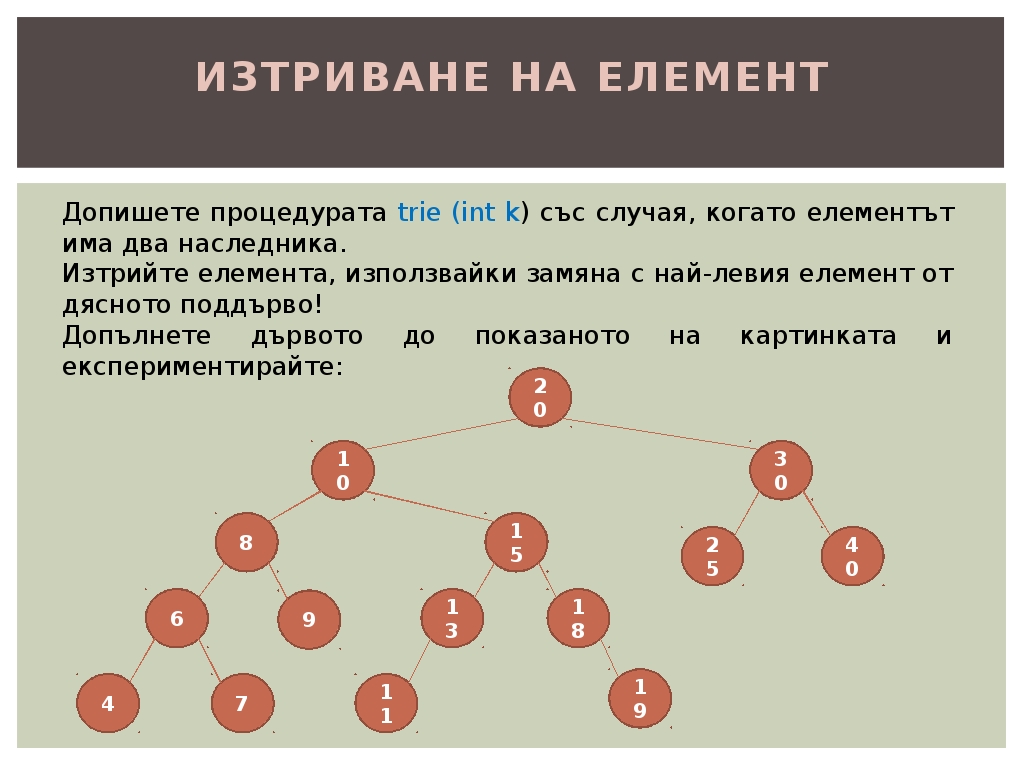 ИЗТРИВАНЕ НА ЕЛЕМЕНТ
Допишете процедурата trie (int k) със случая, когато елементът
има два наследника.
Изтрийте елемента, използвайки замяна с най-левия елемент от
дясното поддърво!
Допълнете дървото до показаното на картинката и
експериментирайте:
20
10
30
8
15
25
40
6
9
13
18
4
7
11
19